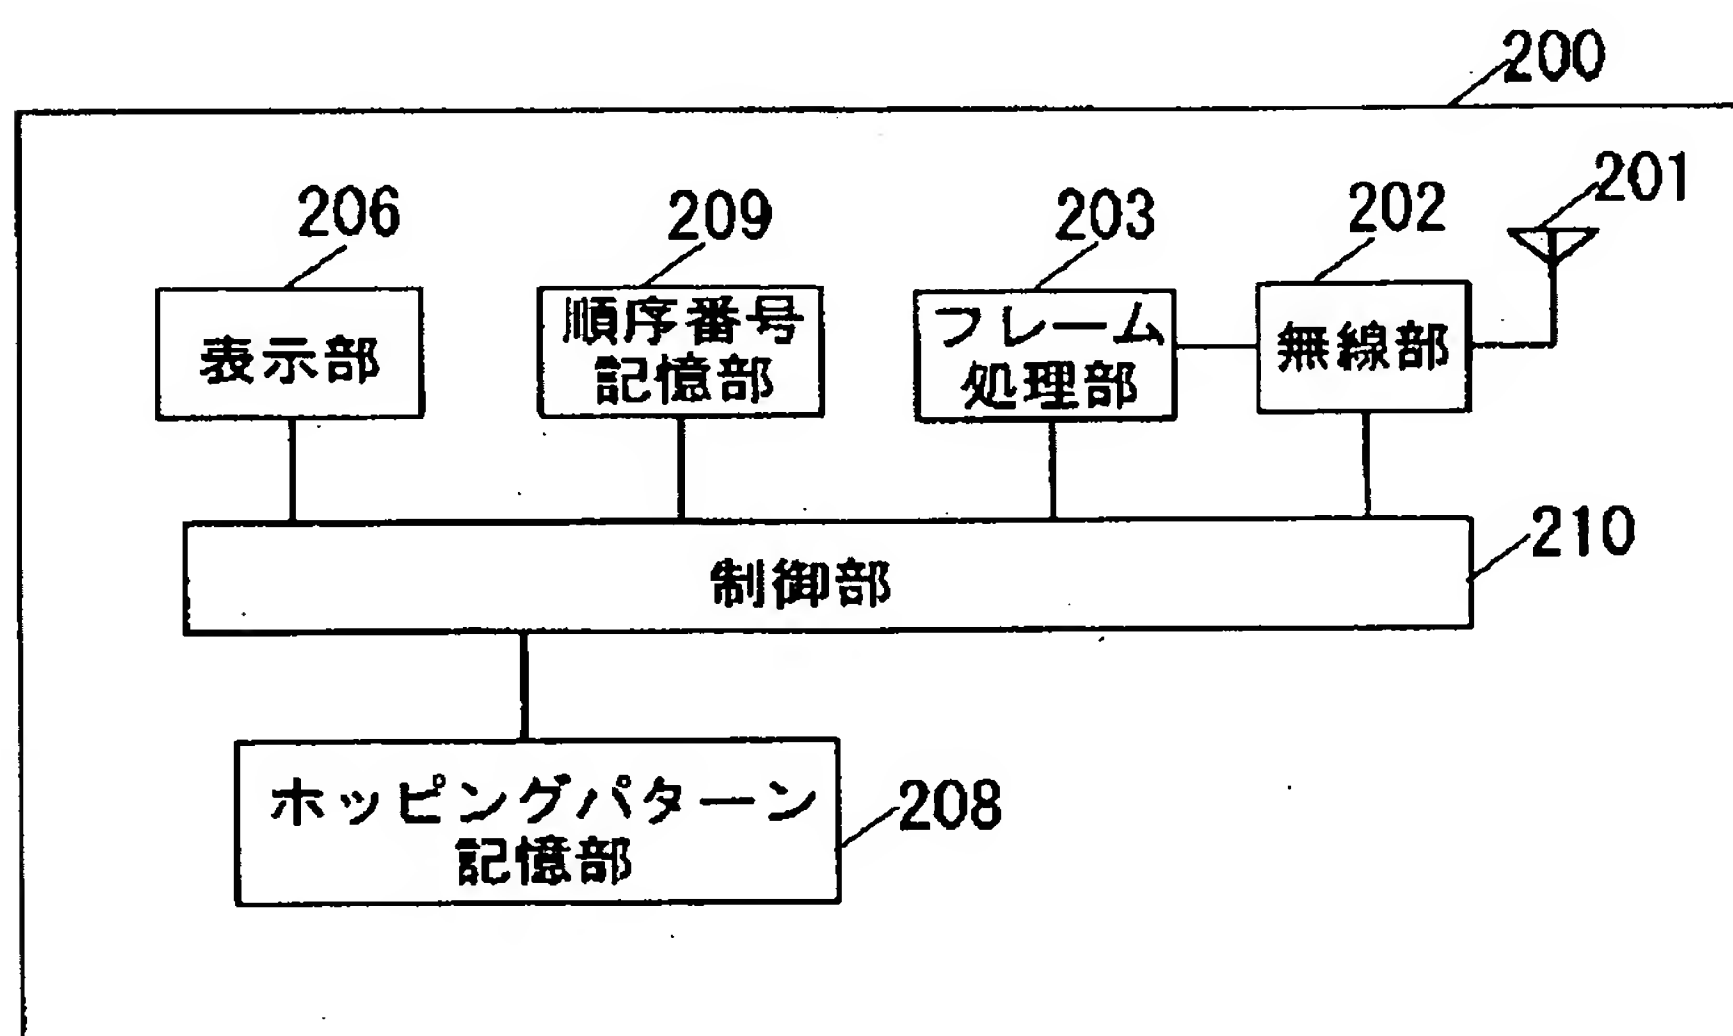 200
201
206
209
203
202
表示部
順序番号
記憶部
フレーム
処理部
無線部
210
制御部
ホッピングパターン
記憶部
208